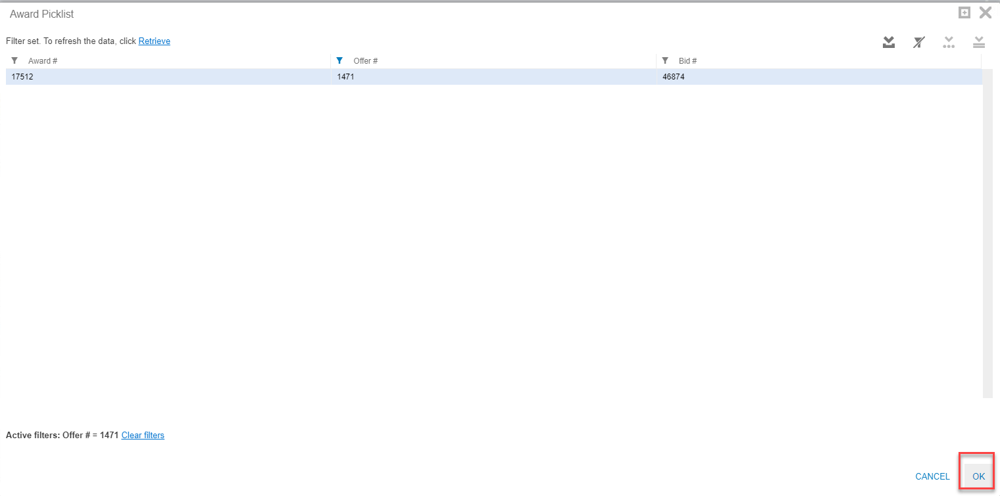 Award Picklist
Filter set. To refresh the data, click Retrieve
Award # Offer # Bid #
17512 1471 46874
Active filters: Offer # = 1471 Clear filters
CANCEL OK